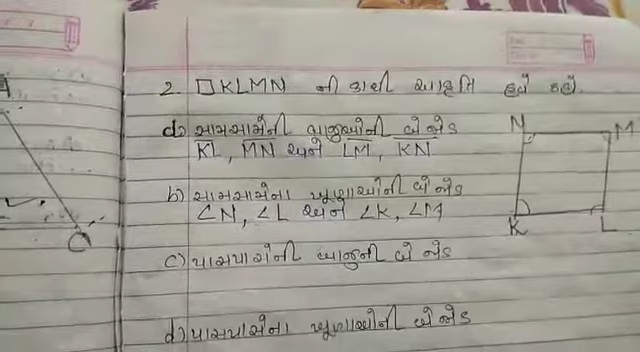 2. □KLMN ની કાચી આકૃતિ
a) સામસામેની બાજુઓની બે જોડ
KL, MN અને LM, KN
b) સામસામેના ખૂણાઓની બે જોડ
∠N, ∠L અને ∠K, ∠M
c) પાસપાસેની બાજુની બે જોડ
d) પાસપાસેના ખૂણાઓની બે જોડ
N M
K L